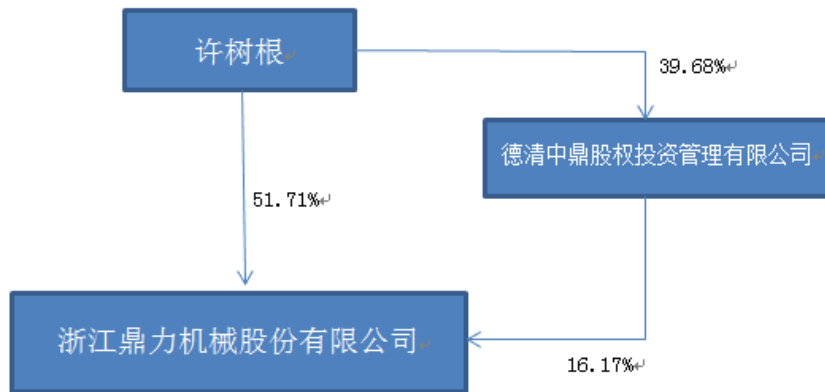 许树根
39.68%
德清中鼎股权投资管理有限公司
51.71%
浙江鼎力机械股份有限公司
16.17%